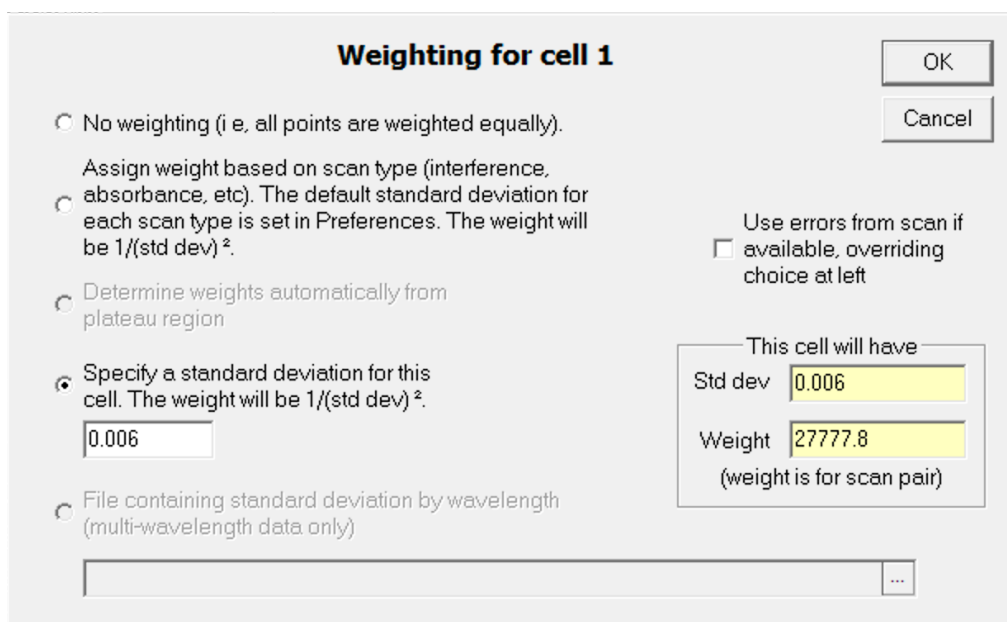 Weighting for cell 1
OK
Cancel
No weighting (i e, all points are weighted equally).
Assign weight based on scan type (interference,
absorbance, etc). The default standard deviation for
each scan type is set in Preferences. The weight will
be 1/(std dev) ².
Use errors from scan if
available, overriding
choice at left
Determine weights automatically from
plateau region
Specify a standard deviation for this
cell. The weight will be 1/(std dev) ².
0.006
This cell will have
Std dev 0.006
Weight 27777.8
(weight is for scan pair)
File containing standard deviation by wavelength
(multi-wavelength data only)
...